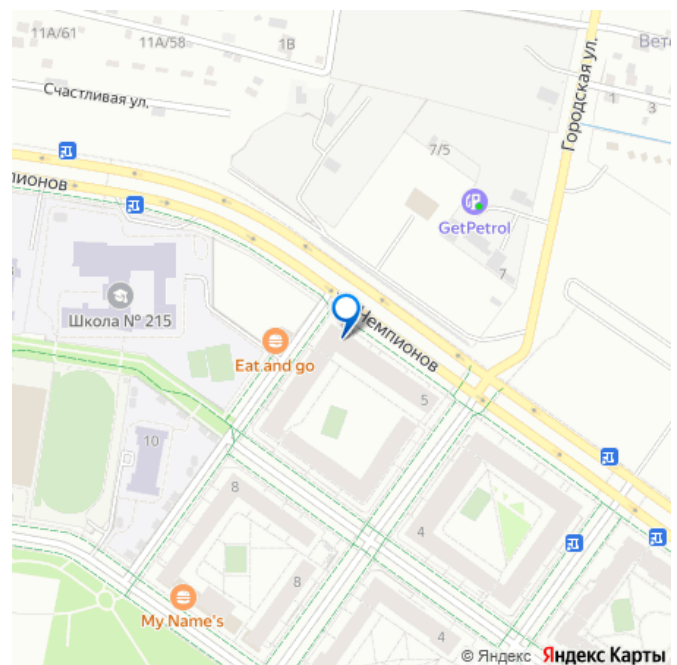 11А/61
11А/58
1В
Вете
Счастливая ул.
Городская ул.
1
3
7/5
ПИОНОВ
GetPetrol
7
Школа № 215
Чемпионов
Eat and go
5
10
8
4
8
My Name's
4
© Яндекс Яндекс Карты